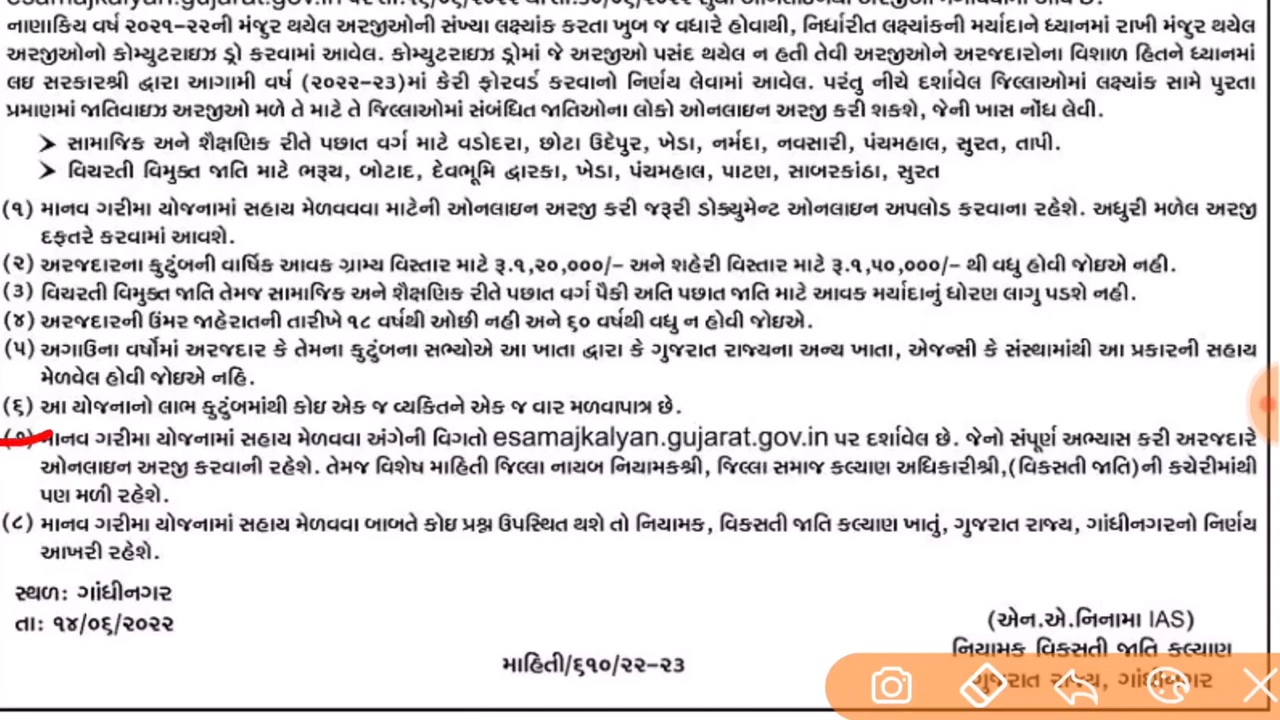 નાણાકિય વર્ષ ૨૦૨૧-૨૨ની મંજુર થયેલ અરજીઓની સંખ્યા લક્ષ્યાંક કરતા ખુબ જ વધારે હોવાથી, નિર્ધારીત લક્ષ્યાંકની મર્યાદાને ધ્યાનમાં રાખી મંજુર થયેલ
અરજીઓનો કોમ્યુટરાઇઝ ડ્રો કરવામાં આવેલ. કોમ્યુટરાઇઝ ડ્રોમાં જે અરજીઓ પસંદ થયેલ ન હતી તેવી અરજીઓને અરજદારોના વિશાળ હિતને ધ્યાનમાં
લઇ સરકારશ્રી દ્વારા આગામી વર્ષ (૨૦૨૨-૨૩)માં કેરી ફોરવર્ડ કરવાનો નિર્ણય લેવામાં આવેલ. પરંતુ નીચે દર્શાવેલ જિલ્લાઓમાં લક્ષ્યાંક સામે પુરતા
પ્રમાણમાં જાતિવાઇઝ અરજીઓ મળે તે માટે તે જિલ્લાઓમાં સંબંધિત જાતિઓના લોકો ઓનલાઇન અરજી કરી શકશે, જેની ખાસ નોંધ લેવી.
➤ સામાજિક અને શૈક્ષણિક રીતે પછાત વર્ગ માટે વડોદરા, છોટા ઉદેપુર, ખેડા, નર્મદા, નવસારી, પંચમહાલ, સુરત, તાપી.
➤ વિચરતી વિમુક્ત જાતિ માટે ભરૂચ, બોટાદ, દેવભૂમિ દ્વારકા, ખેડા, પંચમહાલ, પાટણ, સાબરકાંઠા, સુરત
(૧) માનવ ગરીમા યોજનામાં સહાય મેળવવવા માટેની ઓનલાઇન અરજી કરી જરૂરી ડોક્યુમેન્ટ ઓનલાઇન અપલોડ કરવાના રહેશે. અધુરી મળેલ અરજી
દફતરે કરવામાં આવશે.
(૨) અરજદારના કુટુંબની વાર્ષિક આવક ગ્રામ્ય વિસ્તાર માટે રૂ.૧,૨૦,૦૦૦/- અને શહેરી વિસ્તાર માટે રૂ.૧,૫૦,૦૦૦/- થી વધુ હોવી જોઇએ નહી.
(૩) વિચરતી વિમુક્ત જાતિ તેમજ સામાજિક અને શૈક્ષણિક રીતે પછાત વર્ગ પૈકી અતિ પછાત જાતિ માટે આવક મર્યાદાનું ધોરણ લાગુ પડશે નહી.
(૪) અરજદારની ઉંમર જાહેરાતની તારીખે ૧૮ વર્ષથી ઓછી નહી અને ૬૦ વર્ષથી વધુ ન હોવી જોઇએ.
(૫) અગાઉના વર્ષોમાં અરજદાર કે તેમના કુટુંબના સભ્યોએ આ ખાતા દ્વારા કે ગુજરાત રાજ્યના અન્ય ખાતા, એજન્સી કે સંસ્થામાંથી આ પ્રકારની સહાય
મેળવેલ હોવી જોઇએ નહિ.
(૬) આ યોજનાનો લાભ કુટુંબમાંથી કોઇ એક જ વ્યક્તિને એક જ વાર મળવાપાત્ર છે.
માનવ ગરીમા યોજનામાં સહાય મેળવવા અંગેની વિગતો esamajkalyan.gujarat.gov.in પર દર્શાવેલ છે. જેનો સંપૂર્ણ અભ્યાસ કરી અરજદારે
ઓનલાઇન અરજી કરવાની રહેશે. તેમજ વિશેષ માહિતી જિલ્લા નાયબ નિયામકશ્રી, જિલ્લા સમાજ કલ્યાણ અધિકારીશ્રી,(વિકસતી જાતિ)ની કચેરીમાંથી
પણ મળી રહેશે.
(૮) માનવ ગરીમા યોજનામાં સહાય મેળવવા બાબતે કોઇ પ્રશ્ન ઉપસ્થિત થશે તો નિયામક, વિકસતી જાતિ કલ્યાણ ખાતું, ગુજરાત રાજ્ય, ગાંધીનગરનો નિર્ણય
આખરી રહેશે.
સ્થળ: ગાંધીનગર
તા: ૧૪/૦૬/૨૦૨૨
(એન.એ.નિનામા IAS)
નિયામક વિકસતી જાતિ કલ્યાણ
ગુજરાત રાજ્ય, ગાંધીનગર
માહિતી/૬૧૦/૨૨-૨૩